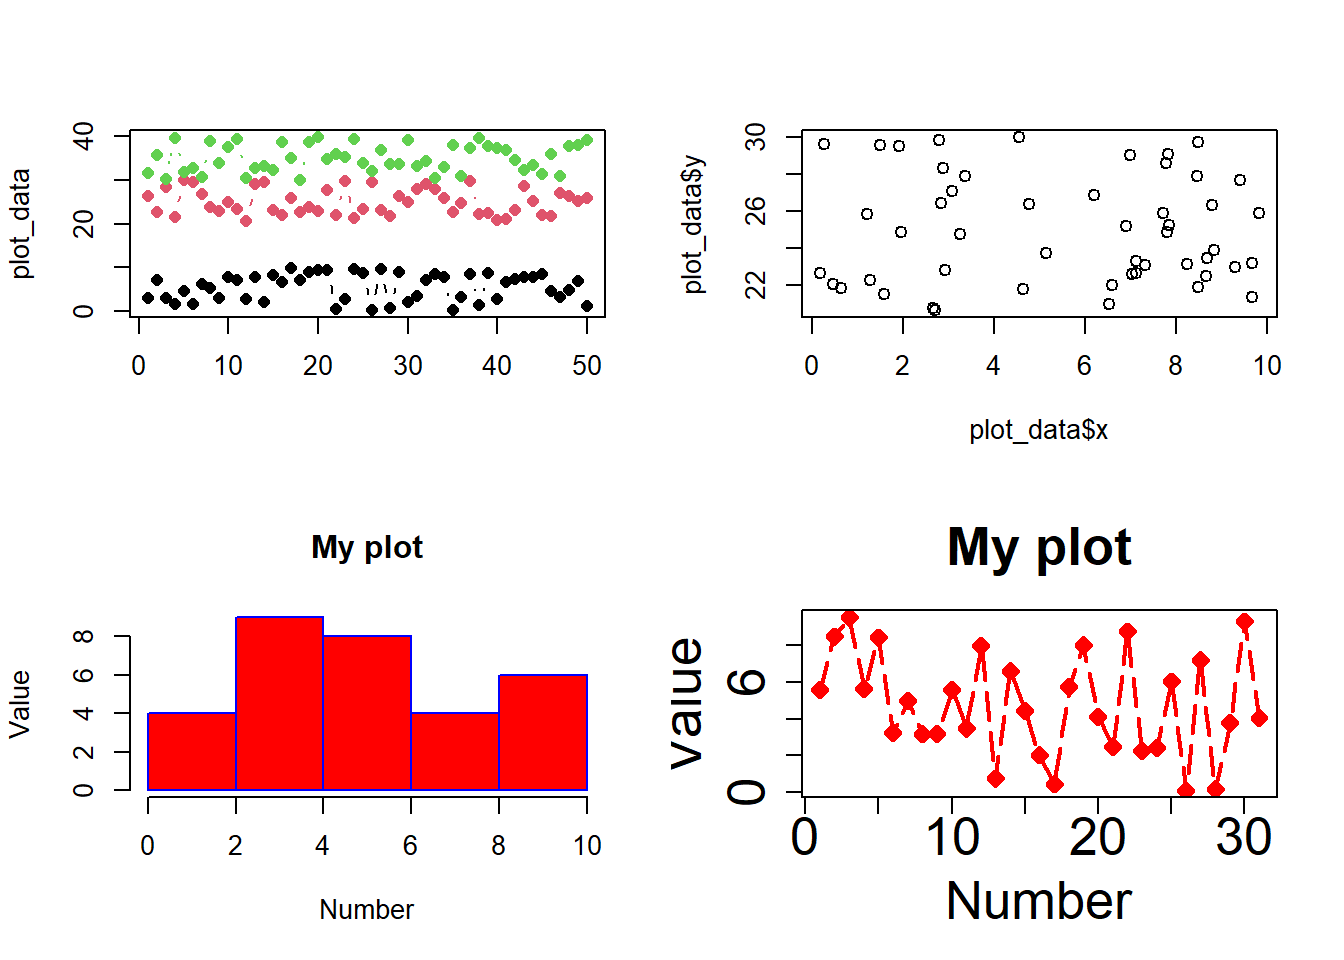 plot_data
0 20 40
0 10 20 30 40 50
plot_data$y
22 26 30
0 2 4 6 8 10
plot_data$x
My plot
Value
0 2 4 6 8
0 2 4 6 8 10
Number
My plot
value
0 6
0 10 20 30
Number